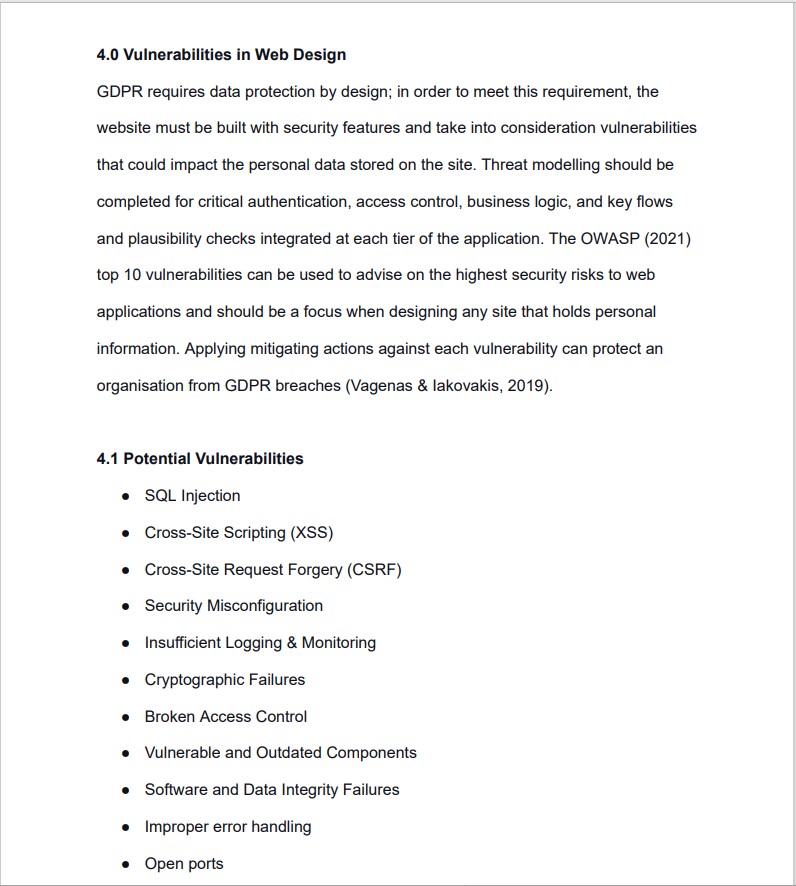 4.0 Vulnerabilities in Web Design
GDPR requires data protection by design; in order to meet this requirement, the
website must be built with security features and take into consideration vulnerabilities
that could impact the personal data stored on the site. Threat modelling should be
completed for critical authentication, access control, business logic, and key flows
and plausibility checks integrated at each tier of the application. The OWASP (2021)
top 10 vulnerabilities can be used to advise on the highest security risks to web
applications and should be a focus when designing any site that holds personal
information. Applying mitigating actions against each vulnerability can protect an
organisation from GDPR breaches (Vagenas & Iakovakis, 2019).
4.1 Potential Vulnerabilities
● SQL Injection
● Cross-Site Scripting (XSS)
● Cross-Site Request Forgery (CSRF)
● Security Misconfiguration
● Insufficient Logging & Monitoring
● Cryptographic Failures
● Broken Access Control
● Vulnerable and Outdated Components
● Software and Data Integrity Failures
● Improper error handling
● Open ports